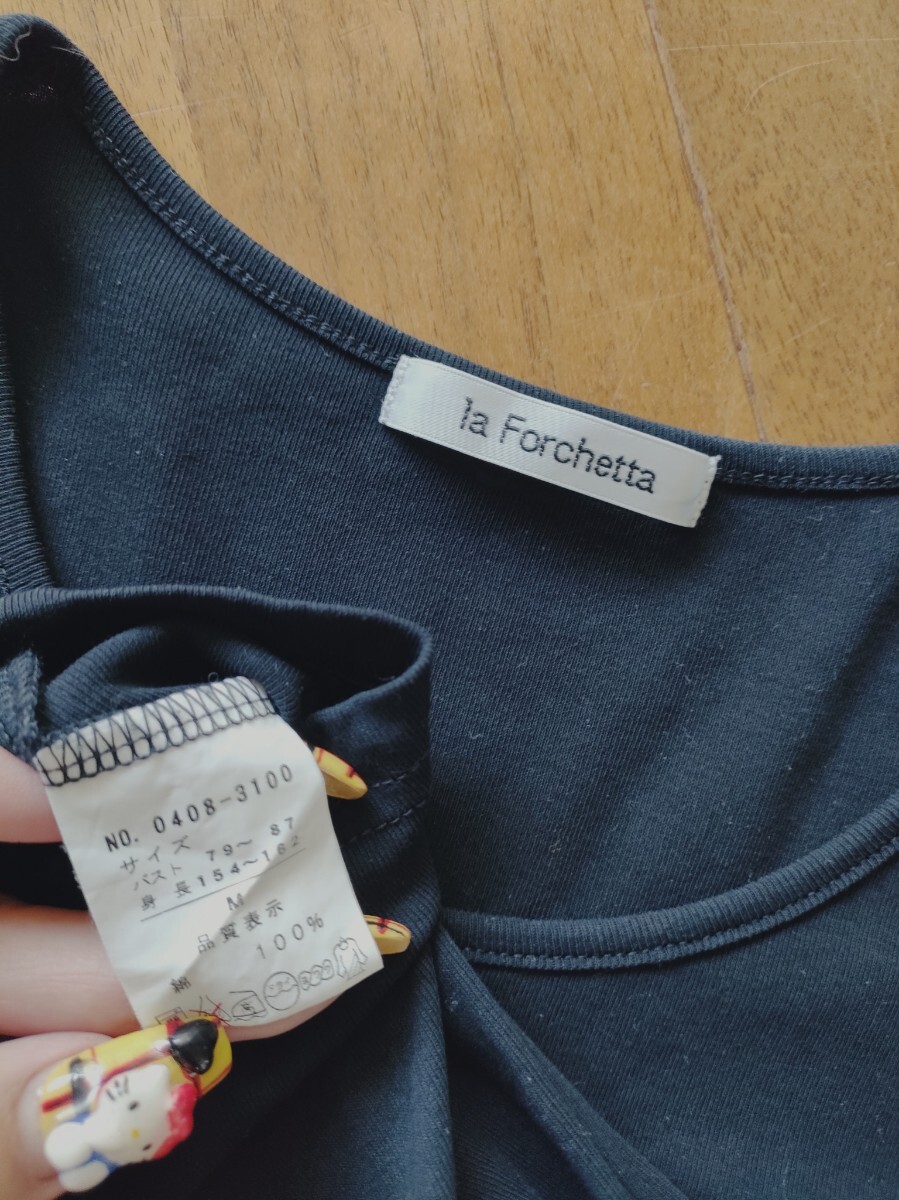 la Forchetta
NO. 0408-3100
サイズ
バスト 79～ 87
身長 154～162
M
品質表示
綿 100%